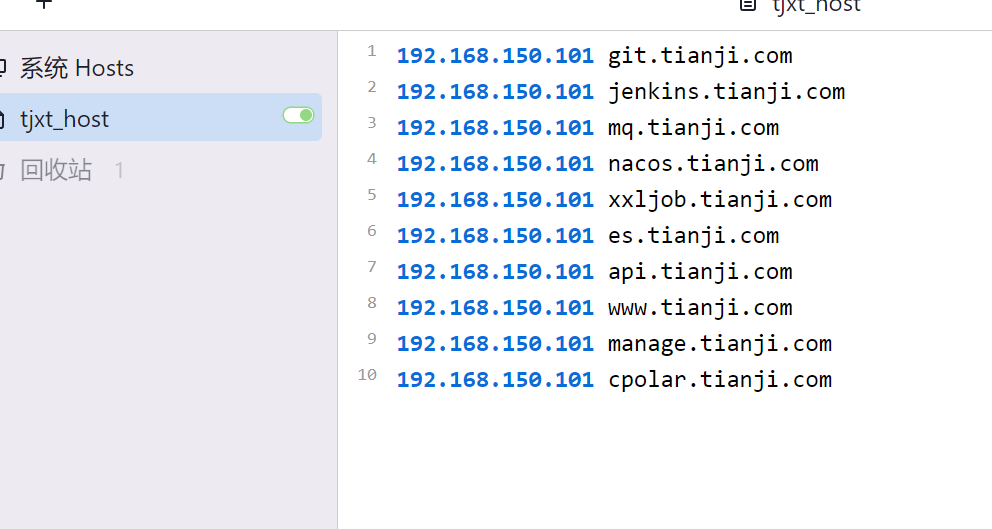 tjxt_host
系统 Hosts
tjxt_host
回收站 1
1 192.168.150.101 git.tianji.com
2 192.168.150.101 jenkins.tianji.com
3 192.168.150.101 mq.tianji.com
4 192.168.150.101 nacos.tianji.com
5 192.168.150.101 xxljob.tianji.com
6 192.168.150.101 es.tianji.com
7 192.168.150.101 api.tianji.com
8 192.168.150.101 www.tianji.com
9 192.168.150.101 manage.tianji.com
10 192.168.150.101 cpolar.tianji.com